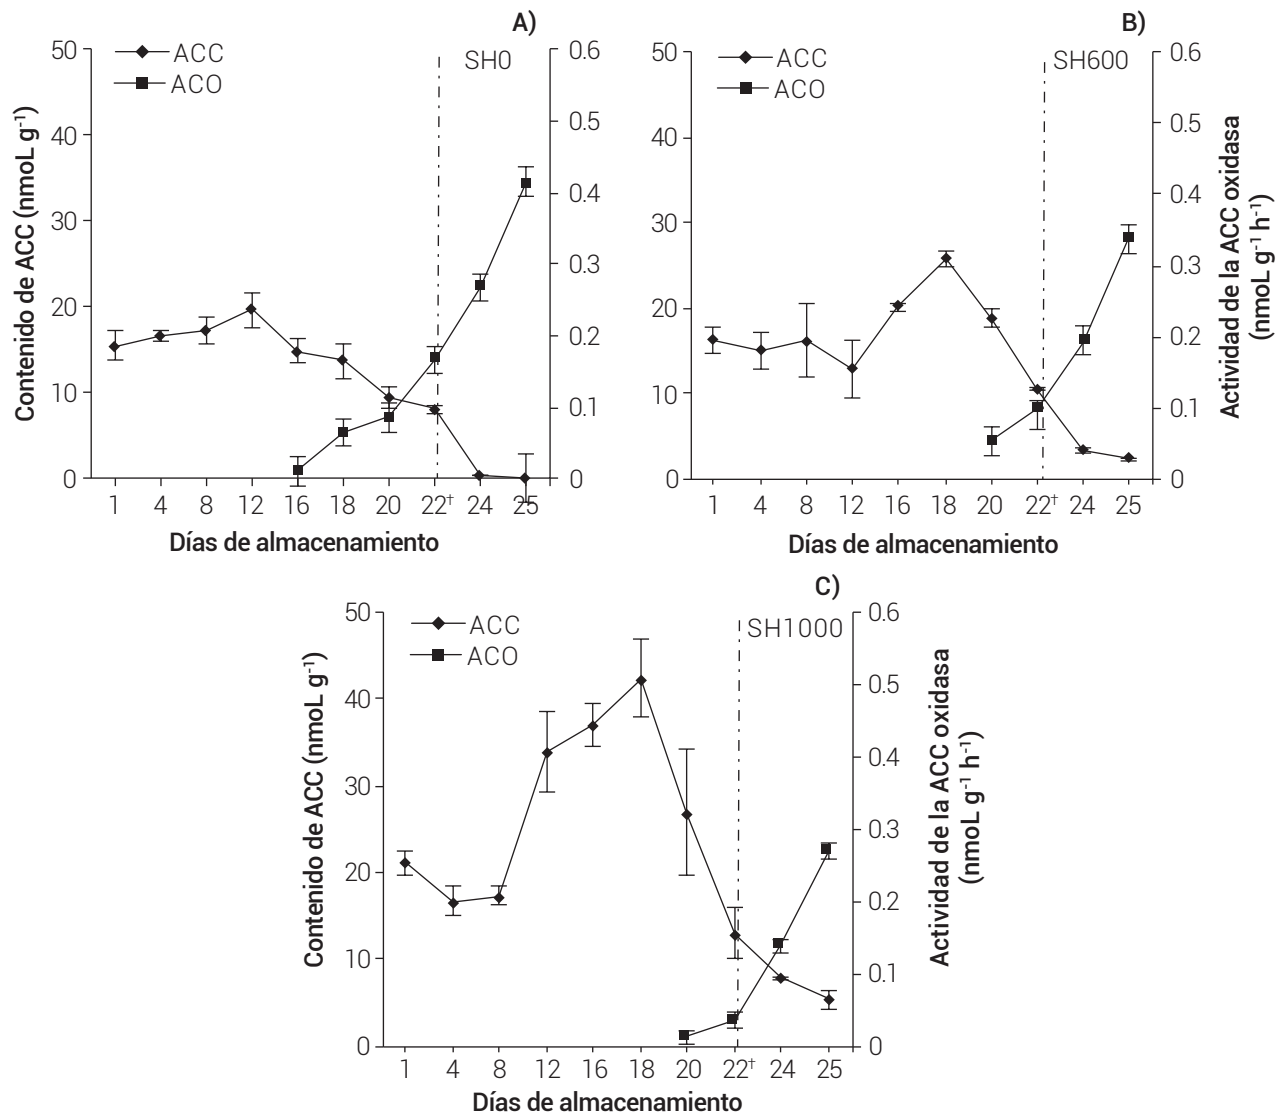 A)
SH0
ACC
ACO
Contenido de ACC (nmoL g⁻¹)
50
40
30
20
10
0
0.6
0.5
0.4
0.3
0.2
0.1
0
1 4 8 12 16 18 20 22† 24 25
Días de almacenamiento
B)
SH600
ACC
ACO
50
40
30
20
10
0
0.6
0.5
0.4
0.3
0.2
0.1
0
Actividad de la ACC oxidasa
(nmoL g⁻¹ h⁻¹)
1 4 8 12 16 18 20 22† 24 25
Días de almacenamiento
C)
SH1000
ACC
ACO
Contenido de ACC (nmoL g⁻¹)
50
40
30
20
10
0
0.6
0.5
0.4
0.3
0.2
0.1
0
Actividad de la ACC oxidasa
(nmoL g⁻¹ h⁻¹)
1 4 8 12 16 18 20 22† 24 25
Días de almacenamiento